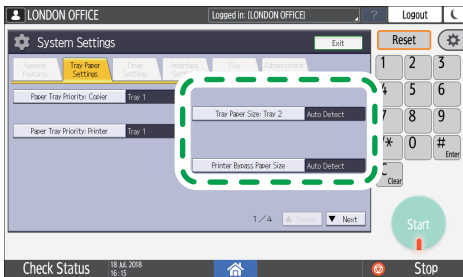 LONDON OFFICE
Logged in: [LONDON OFFICE]
?
Logout
System Settings
Exit
Reset
General Features
Tray Paper Settings
Timer Settings
Interface
File
Administrator
Paper Tray Priority: Copier
Tray 1
Tray Paper Size: Tray 2
Auto Detect
Paper Tray Priority: Printer
Tray 1
Printer Bypass Paper Size
Auto Detect
1/4
▲
▼ Next
1
2
3
4
5
6
7
8
9
0
#
Enter
Clear
Start
Check Status
18 Jul. 2018
16:15
Stop